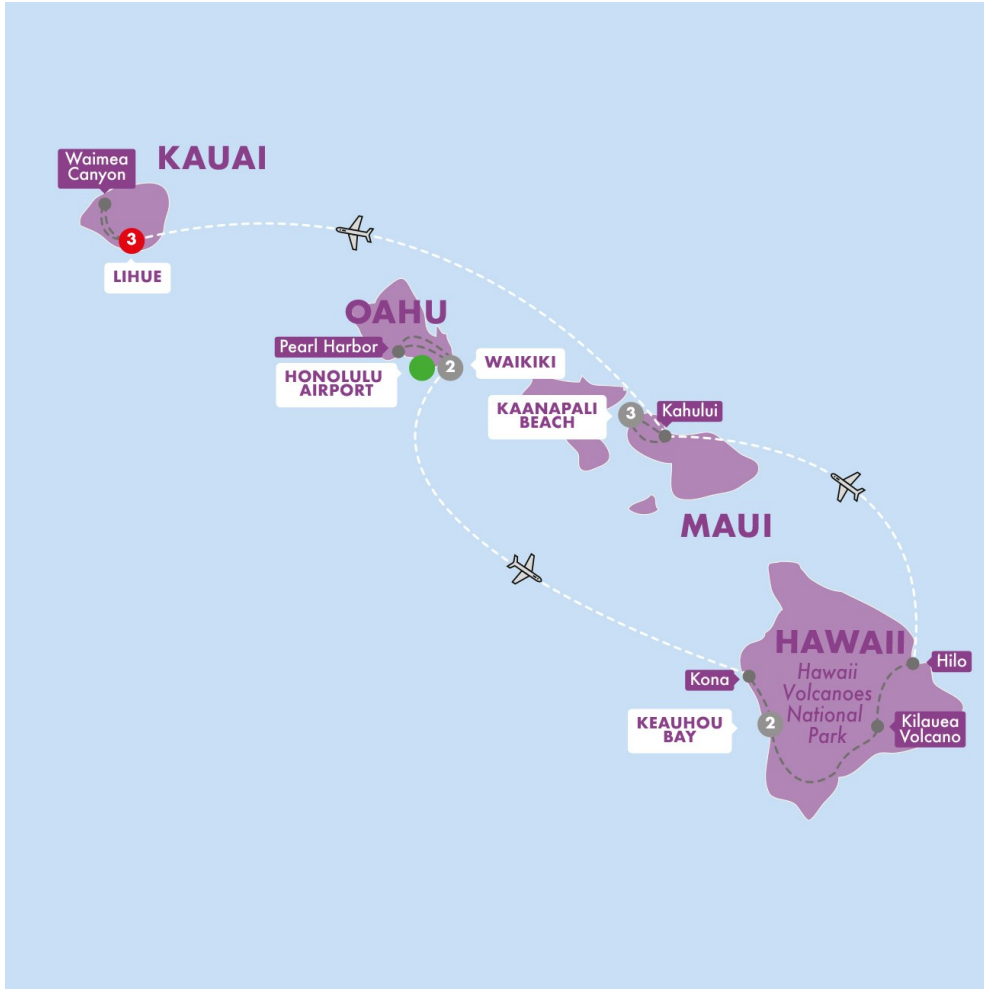 Waimea
Canyon
KAUAI
3
LIHUE
OAHU
Pearl Harbor
HONOLULU
AIRPORT
2
WAIKIKI
KAANAPALI
BEACH
3
Kahului
MAUI
HAWAII
Hawaii
Volcanoes
National
Park
Kona
Hilo
KEAUHOU
BAY
2
Kilauea
Volcano